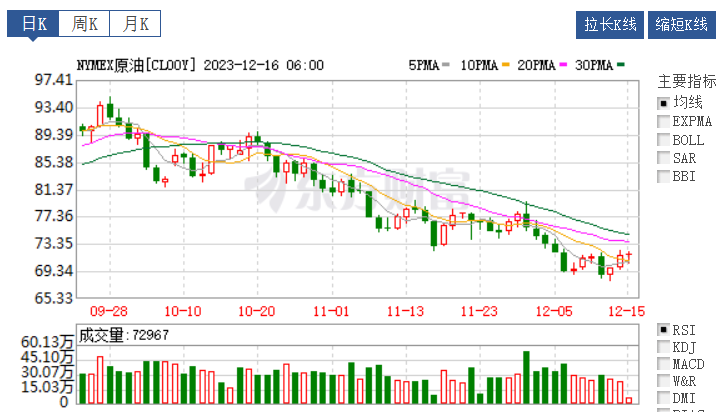 日K 周K 月K 拉长K线 缩短K线
NYMEX原油[CL00Y] 2023-12-16 06:00 5PMA 10PMA 20PMA 30PMA
97.41
93.40
89.39
85.38
81.37
77.36
73.35
69.34
65.33
东方财富
09-28 10-10 10-20 11-01 11-13 11-23 12-05 12-15
成交量:72967
60.13万
45.10万
30.07万
15.03万
0
主要指标
均线
EXPMA
BOLL
SAR
BBI
RSI
KDJ
MACD
W&R
DMI